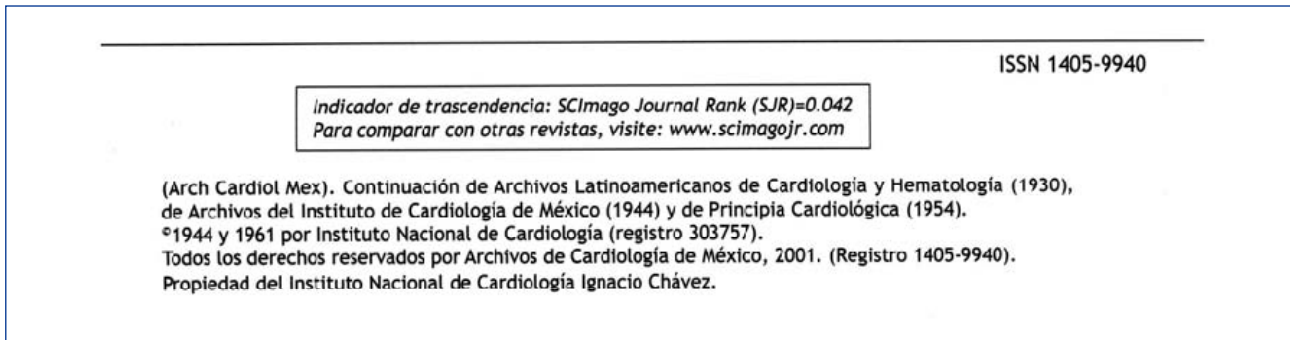 ISSN 1405-9940
Indicador de trascendencia: SCImago Journal Rank (SJR)=0.042
Para comparar con otras revistas, visite: www.scimagojr.com
(Arch Cardiol Mex). Continuación de Archivos Latinoamericanos de Cardiología y Hematología (1930),
de Archivos del Instituto de Cardiología de México (1944) y de Principia Cardiológica (1954).
©1944 y 1961 por Instituto Nacional de Cardiología (registro 303757).
Todos los derechos reservados por Archivos de Cardiología de México, 2001. (Registro 1405-9940).
Propiedad del Instituto Nacional de Cardiología Ignacio Chávez.